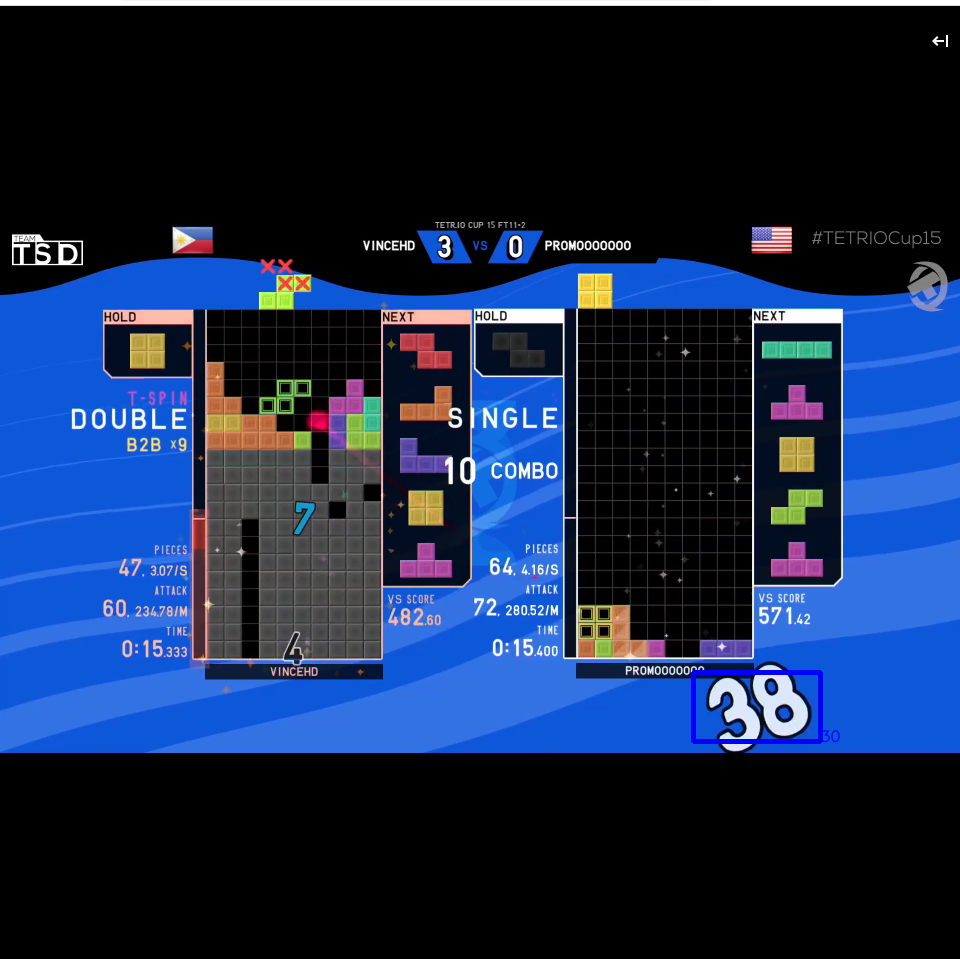 TEAM
TSD
TETR.IO CUP 15 FT11-2
VINCEHD 3 VS 0 PROMOOOOOOO
#TETRIOCup15
HOLD
NEXT
T-SPIN
DOUBLE
B2B x9
7
PIECES
47, 3.07/S
ATTACK
60, 234.78/M
TIME
0:15.333
VS SCORE
482.60
4
VINCEHD
HOLD
NEXT
SINGLE
10 COMBO
PIECES
64, 4.16/S
ATTACK
72, 280.52/M
TIME
0:15.400
VS SCORE
571.42
PROMOOOOOOO
38
30